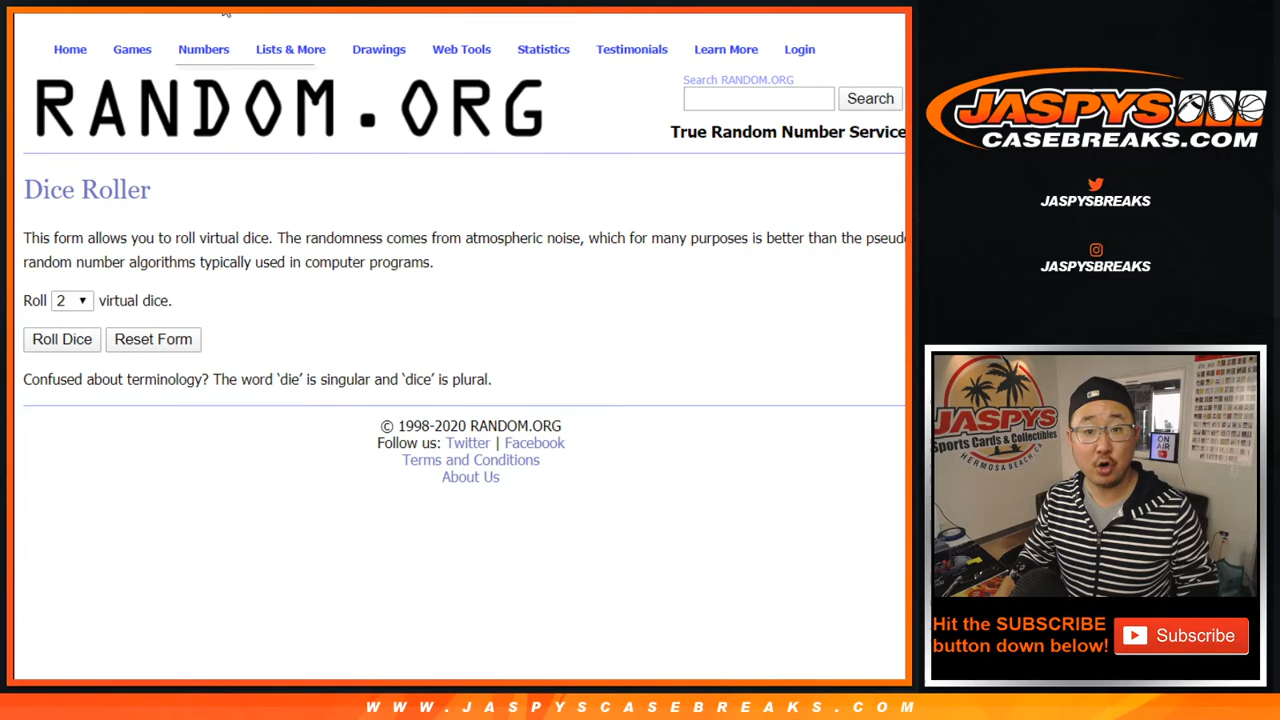 Home Games Numbers Lists & More Drawings Web Tools Statistics Testimonials Learn More Login
RANDOM.ORG
Search RANDOM.ORG
Search
True Random Number Service
Dice Roller
This form allows you to roll virtual dice. The randomness comes from atmospheric noise, which for many purposes is better than the pseudo
random number algorithms typically used in computer programs.
Roll 2 virtual dice.
Roll Dice Reset Form
Confused about terminology? The word ‘die’ is singular and ‘dice’ is plural.
© 1998-2020 RANDOM.ORG
Follow us: Twitter | Facebook
Terms and Conditions
About Us
JASPYS
CASEBREAKS.COM
JASPYSBREAKS
JASPYSBREAKS
JASPYS
Sports Cards & Collectibles
HERMOSA BEACH, CA
ON
AIR
Hit the SUBSCRIBE
button down below!
Subscribe
WWW.JASPYSCASEBREAKS.COM